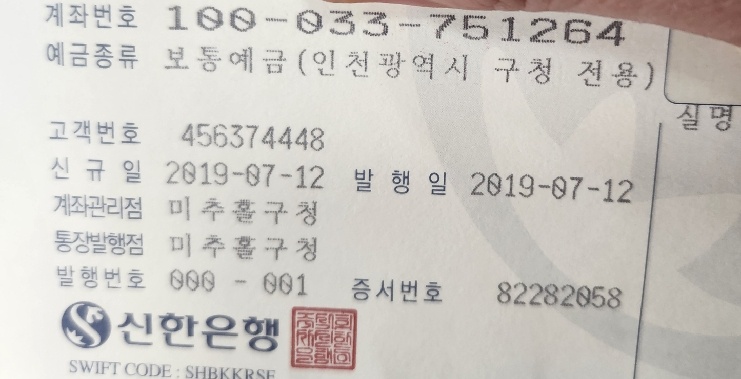 계좌번호 100-033-751264
예금종류 보통예금(인천광역시 구청 전용)
실명
고객번호 456374448
신규일 2019-07-12 발행일 2019-07-12
계좌관리점 미추홀구청
통장발행점 미추홀구청
발행번호 000 - 001 증서번호 82282058
신한은행
SWIFT CODE : SHBKKRSE